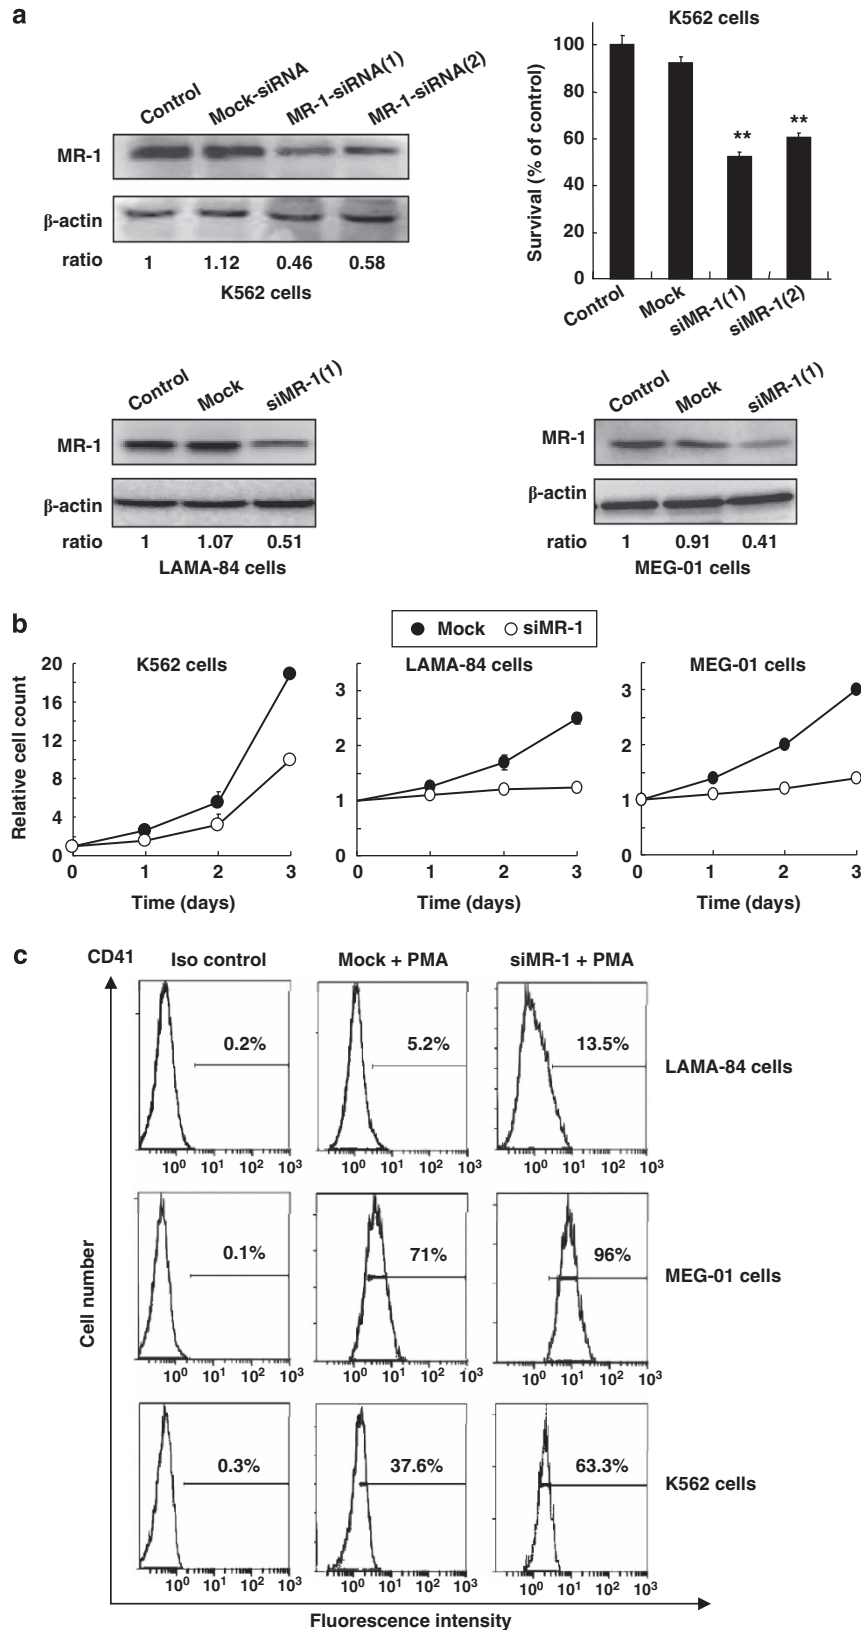 a
Control
Mock-siRNA
MR-1-siRNA(1)
MR-1-siRNA(2)
MR-1
β-actin
ratio 1 1.12 0.46 0.58
K562 cells
K562 cells
Survival (% of control)
100
80
60
40
20
0
**
**
Control
Mock
siMR-1(1)
siMR-1(2)
Control
Mock
siMR-1(1)
MR-1
β-actin
ratio 1 1.07 0.51
LAMA-84 cells
Control
Mock
siMR-1(1)
MR-1
β-actin
ratio 1 0.91 0.41
MEG-01 cells
b
Mock siMR-1
K562 cells
Relative cell count
20
16
12
8
4
0
0 1 2 3
Time (days)
LAMA-84 cells
3
2
1
0
0 1 2 3
Time (days)
MEG-01 cells
3
2
1
0
0 1 2 3
Time (days)
c
CD41
Iso control
Mock + PMA
siMR-1 + PMA
0.2%
10⁰ 10¹ 10² 10³
5.2%
10⁰ 10¹ 10² 10³
13.5%
10⁰ 10¹ 10² 10³
LAMA-84 cells
0.1%
10⁰ 10¹ 10² 10³
71%
10⁰ 10¹ 10² 10³
96%
10⁰ 10¹ 10² 10³
MEG-01 cells
0.3%
10⁰ 10¹ 10² 10³
37.6%
10⁰ 10¹ 10² 10³
63.3%
10⁰ 10¹ 10² 10³
K562 cells
Cell number
Fluorescence intensity